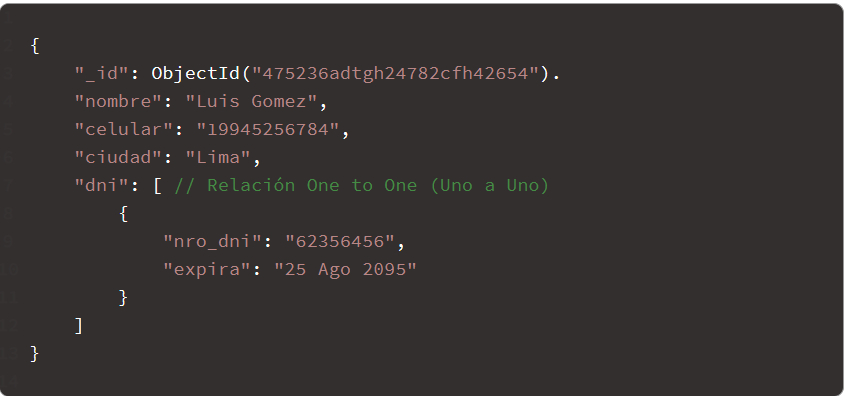 {
    "_id": ObjectId("475236adtgh24782cfh42654").
    "nombre": "Luis Gomez",
    "celular": "19945256784",
    "ciudad": "Lima",
    "dni": [ // Relación One to One (Uno a Uno)
        {
            "nro_dni": "62356456",
            "expira": "25 Ago 2095"
        }
    ]
}